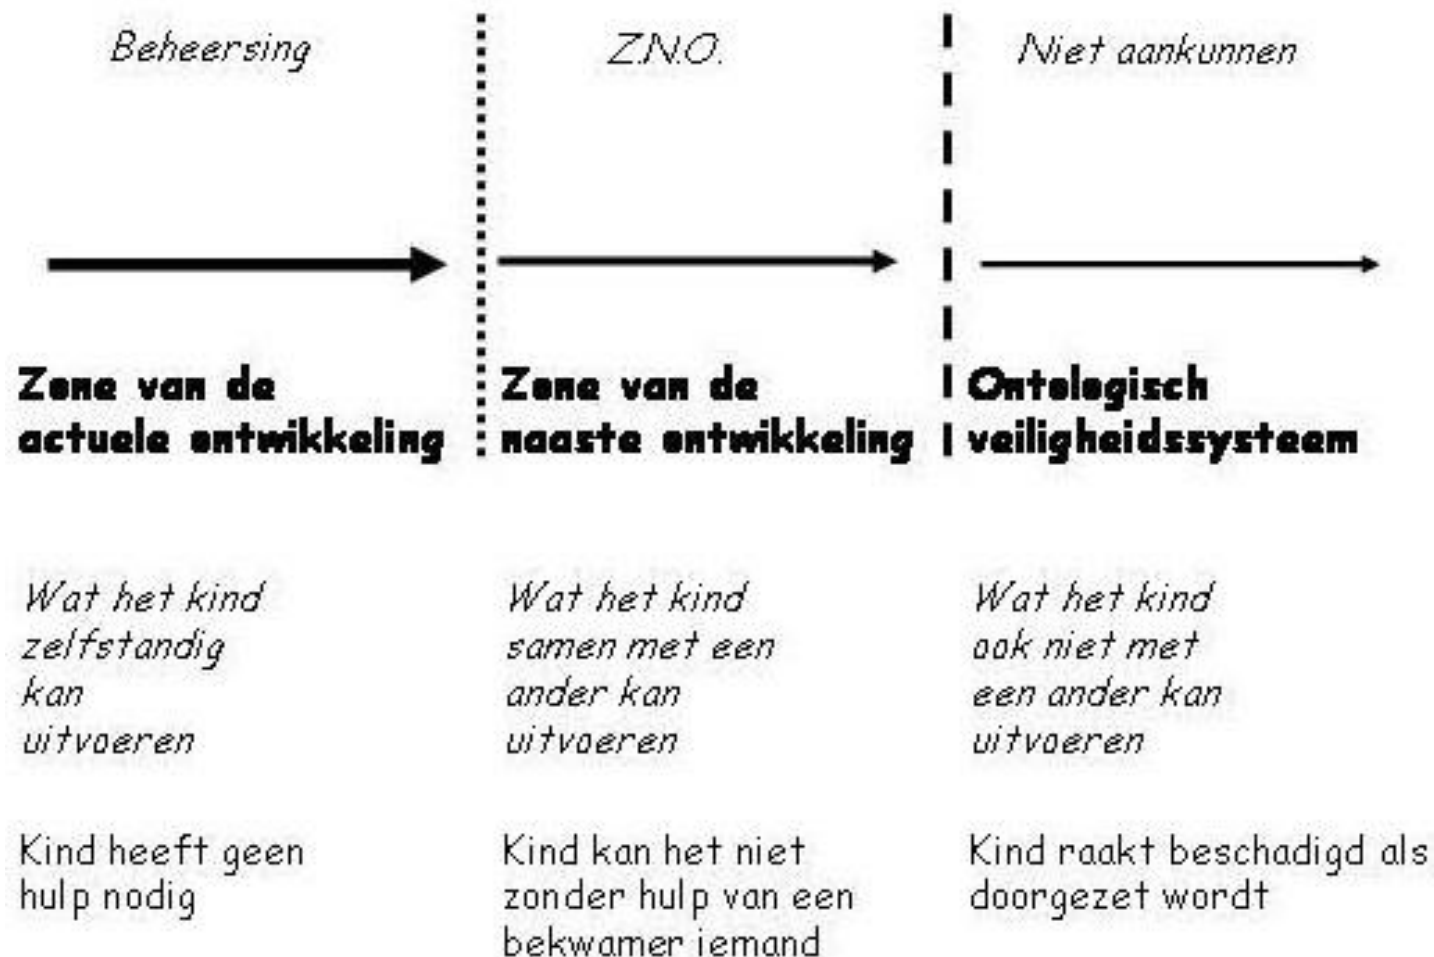 Beheersing
Z.N.O.
Niet aankunnen
Zone van de
actuele ontwikkeling
Zone van de
naaste ontwikkeling
Ontologisch
veiligheidssysteem
Wat het kind
zelfstandig
kan
uitvoeren
Wat het kind
samen met een
ander kan
uitvoeren
Wat het kind
ook niet met
een ander kan
uitvoeren
Kind heeft geen
hulp nodig
Kind kan het niet
zonder hulp van een
bekwamer iemand
Kind raakt beschadigd als
doorgezet wordt